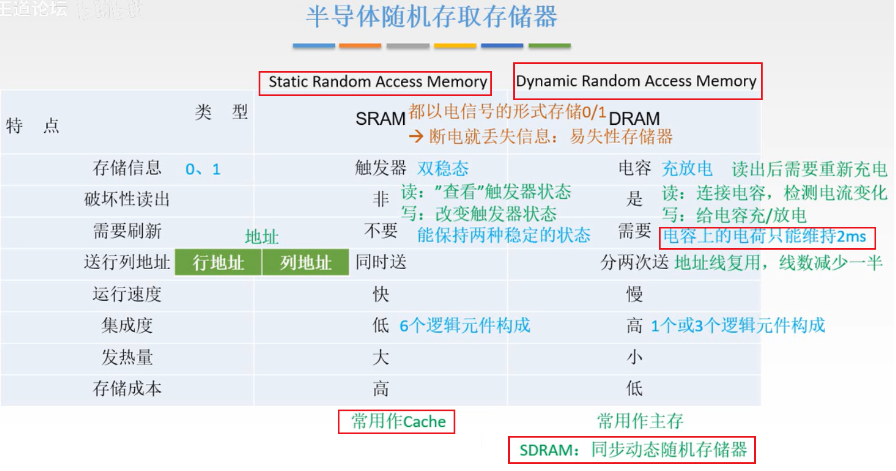 王道论坛
半导体随机存取存储器
Static Random Access Memory
Dynamic Random Access Memory
类 型
特 点
SRAM
都以电信号的形式存储0/1
→ 断电就丢失信息：易失性存储器
DRAM
存储信息 0、1 触发器 双稳态 电容 充放电 读出后需要重新充电
破坏性读出 非 读："查看"触发器状态 是 读：连接电容，检测电流变化
写：改变触发器状态 写：给电容充/放电
需要刷新 不要 能保持两种稳定的状态 需要 电容上的电荷只能维持2ms
地址
送行列地址 行地址 列地址 同时送 分两次送 地址线复用，线数减少一半
运行速度 快 慢
集成度 低 6个逻辑元件构成 高 1个或3个逻辑元件构成
发热量 大 小
存储成本 高 低
常用作Cache 常用作主存
SDRAM：同步动态随机存储器